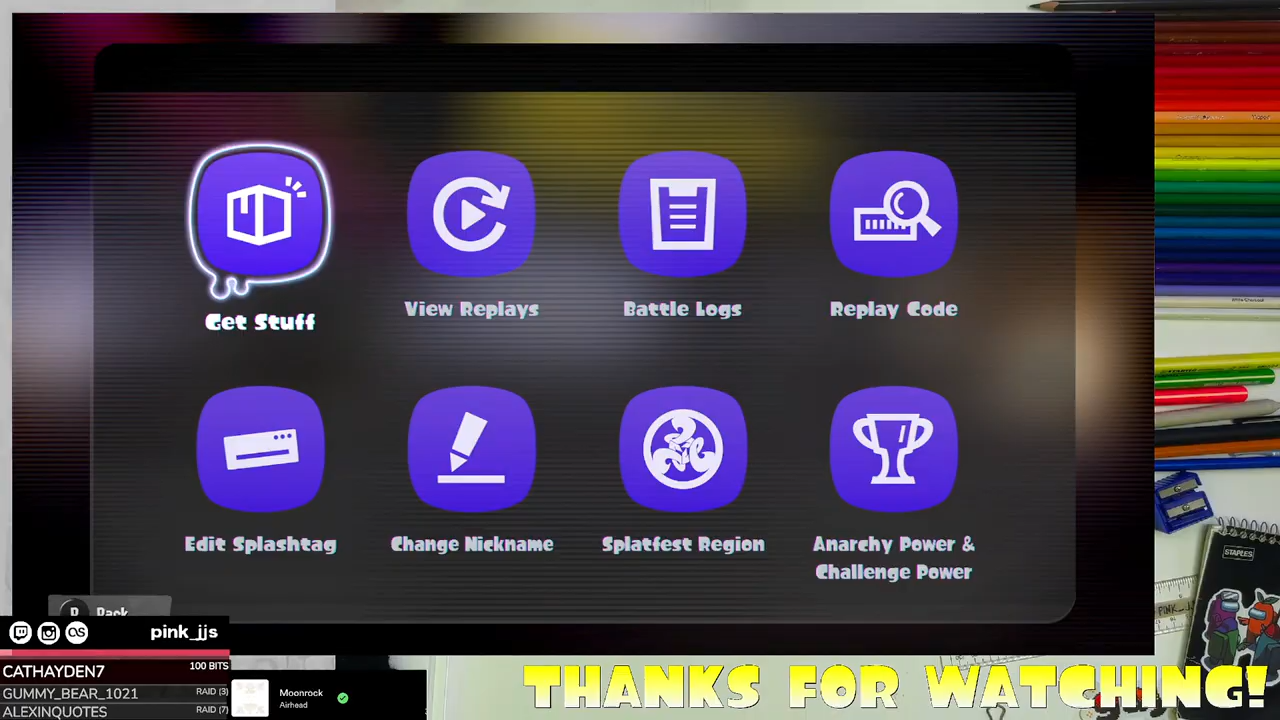 Get Stuff
View Replays
Battle Logs
Replay Code
Edit Splashtag
Change Nickname
Splatfest Region
Anarchy Power &
Challenge Power
Back
pink_jjs
CATHAYDEN7 100 BITS
GUMMY_BEAR_1021 RAID (3)
ALEXINQUOTES RAID (7)
Moonrock
Airhead
THANKS FOR WATCHING!
STAPLES